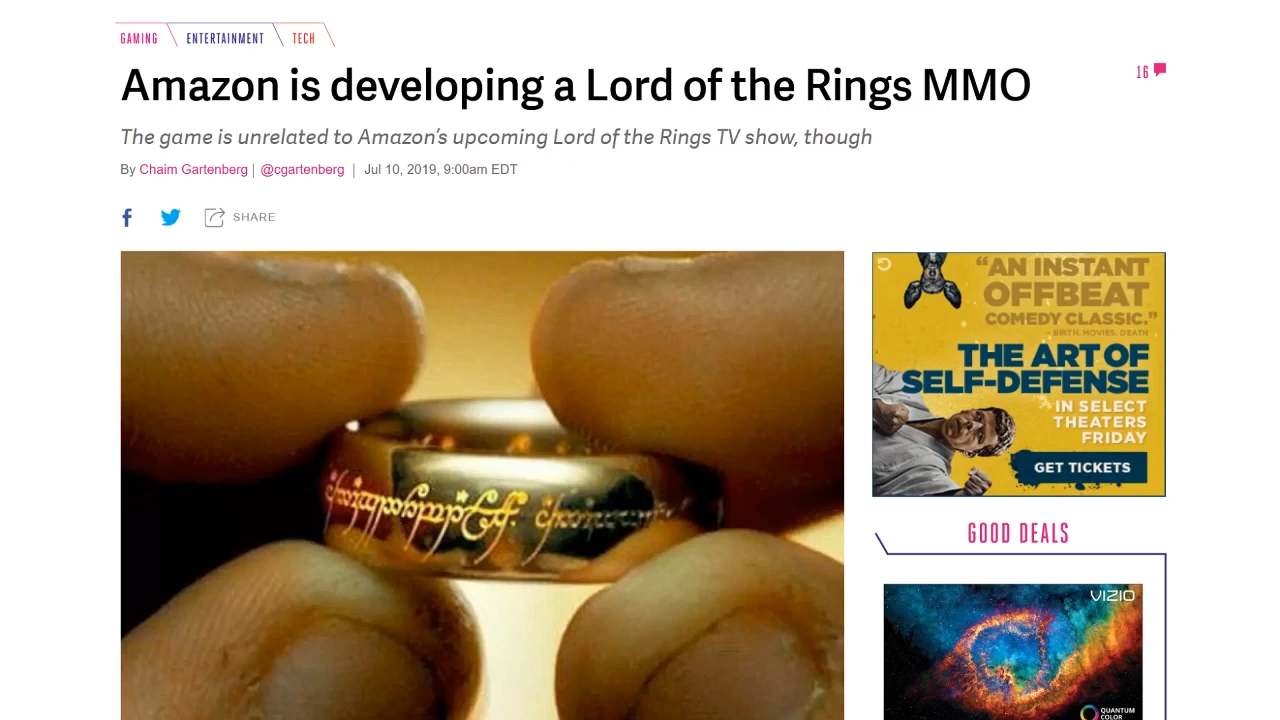 GAMING
ENTERTAINMENT
TECH
Amazon is developing a Lord of the Rings MMO
16
The game is unrelated to Amazon's upcoming Lord of the Rings TV show, though
By Chaim Gartenberg | @cgartenberg | Jul 10, 2019, 9:00am EDT
SHARE
"AN INSTANT
OFFBEAT
COMEDY CLASSIC."
BIRTH. MOVIES. DEATH
THE ART OF
SELF-DEFENSE
IN SELECT
THEATERS
FRIDAY
GET TICKETS
GOOD DEALS
VIZIO
QUANTUM
COLOR